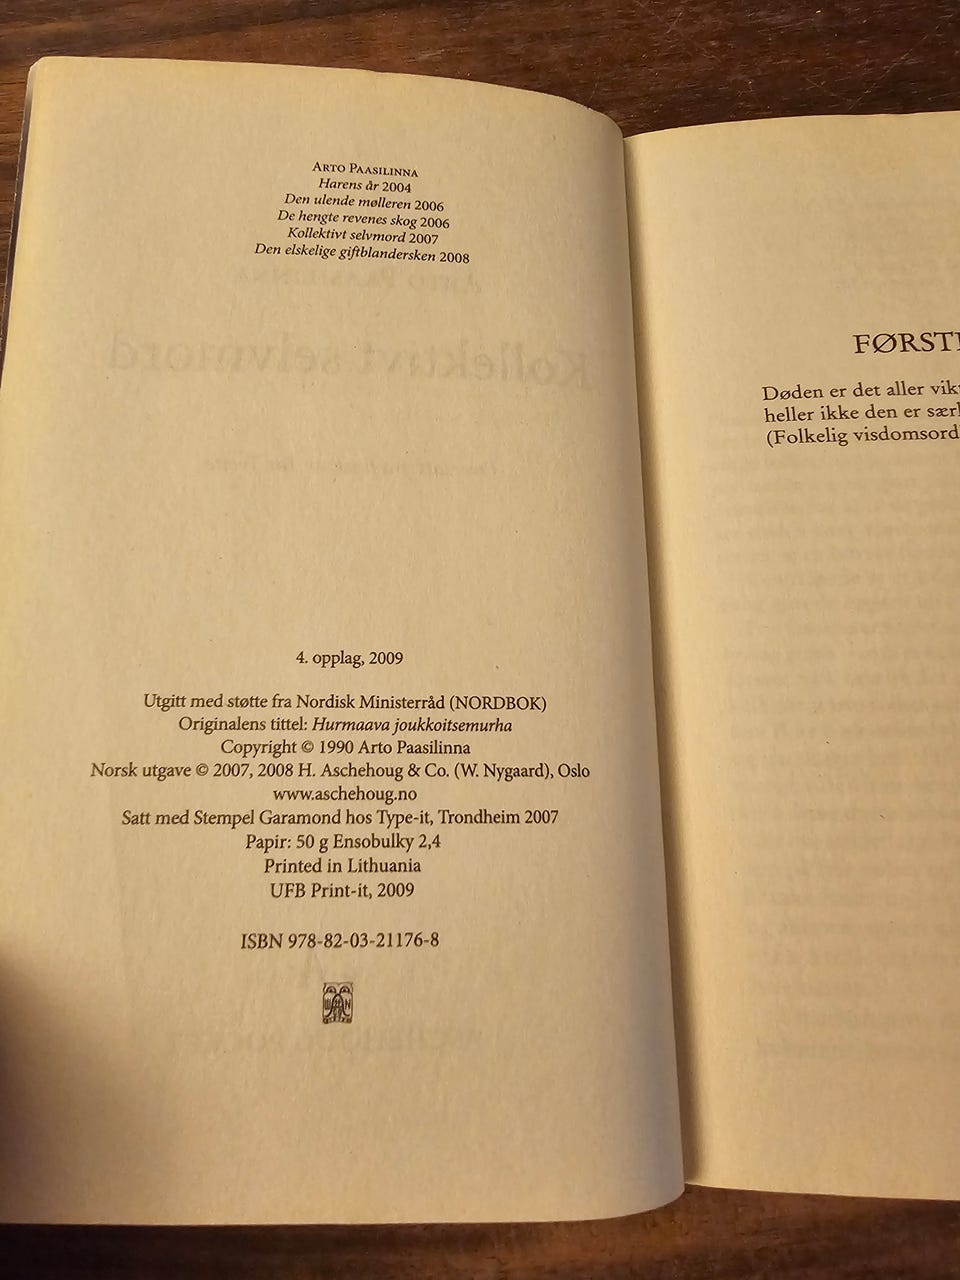 ARTO PAASILINNA
Harens år 2004
Den ulende mølleren 2006
De hengte revenes skog 2006
Kollektivt selvmord 2007
Den elskelige giftblandersken 2008
Kollektivt selvmord
4. opplag, 2009
Utgitt med støtte fra Nordisk Ministerråd (NORDBOK)
Originalens tittel: Hurmaava joukkoitsemurha
Copyright © 1990 Arto Paasilinna
Norsk utgave © 2007, 2008 H. Aschehoug & Co. (W. Nygaard), Oslo
www.aschehoug.no
Satt med Stempel Garamond hos Type-it, Trondheim 2007
Papir: 50 g Ensobulky 2,4
Printed in Lithuania
UFB Print-it, 2009
ISBN 978-82-03-21176-8
FØRST
Døden er det aller vik
heller ikke den er sær
(Folkelig visdomsord